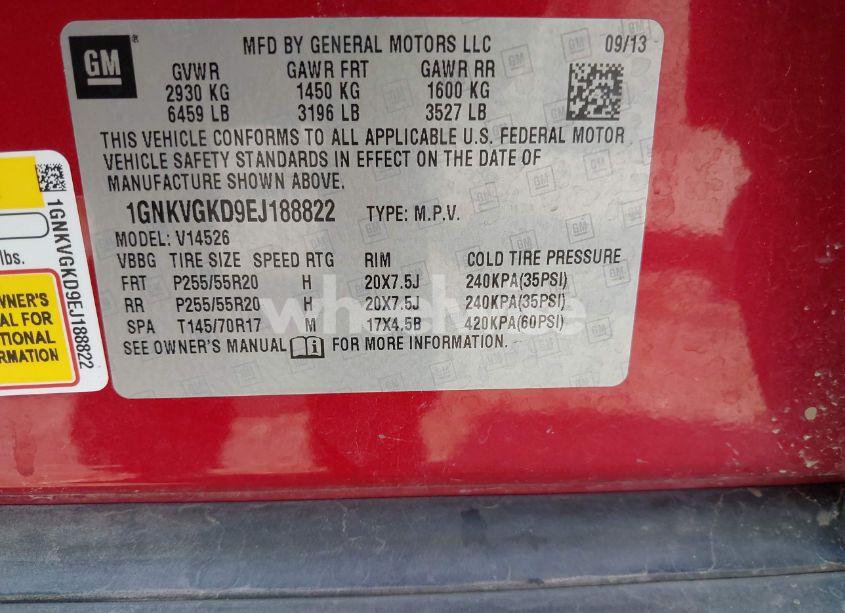 GM
MFD BY GENERAL MOTORS LLC 09/13
GVWR GAWR FRT GAWR RR
2930 KG 1450 KG 1600 KG
6459 LB 3196 LB 3527 LB
THIS VEHICLE CONFORMS TO ALL APPLICABLE U.S. FEDERAL MOTOR
VEHICLE SAFETY STANDARDS IN EFFECT ON THE DATE OF
MANUFACTURE SHOWN ABOVE.
1GNKVGKD9EJ188822 TYPE: M.P.V.
MODEL: V14526
VBBG TIRE SIZE SPEED RTG RIM COLD TIRE PRESSURE
FRT P255/55R20 H 20X7.5J 240KPA(35PSI)
RR P255/55R20 H 20X7.5J 240KPA(35PSI)
SPA T145/70R17 M 17X4.5B 420KPA(60PSI)
SEE OWNER'S MANUAL FOR MORE INFORMATION.
1GNKVGKD9EJ188822
lbs.
WNER'S
AL FOR
TIONAL
RMATION